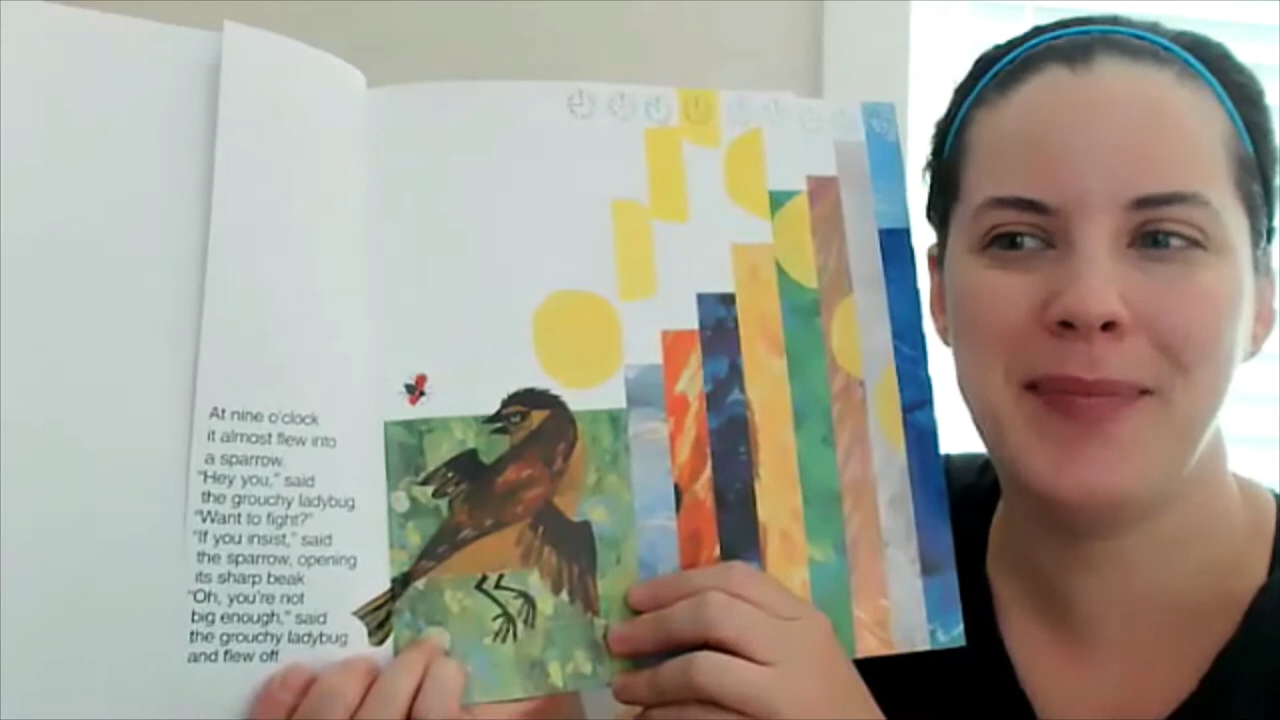 At nine o'clock
it almost flew into
a sparrow.
"Hey you," said
the grouchy ladybug.
"Want to fight?"
"If you insist," said
the sparrow, opening
its sharp beak
"Oh, you're not
big enough," said
the grouchy ladybug
and flew off